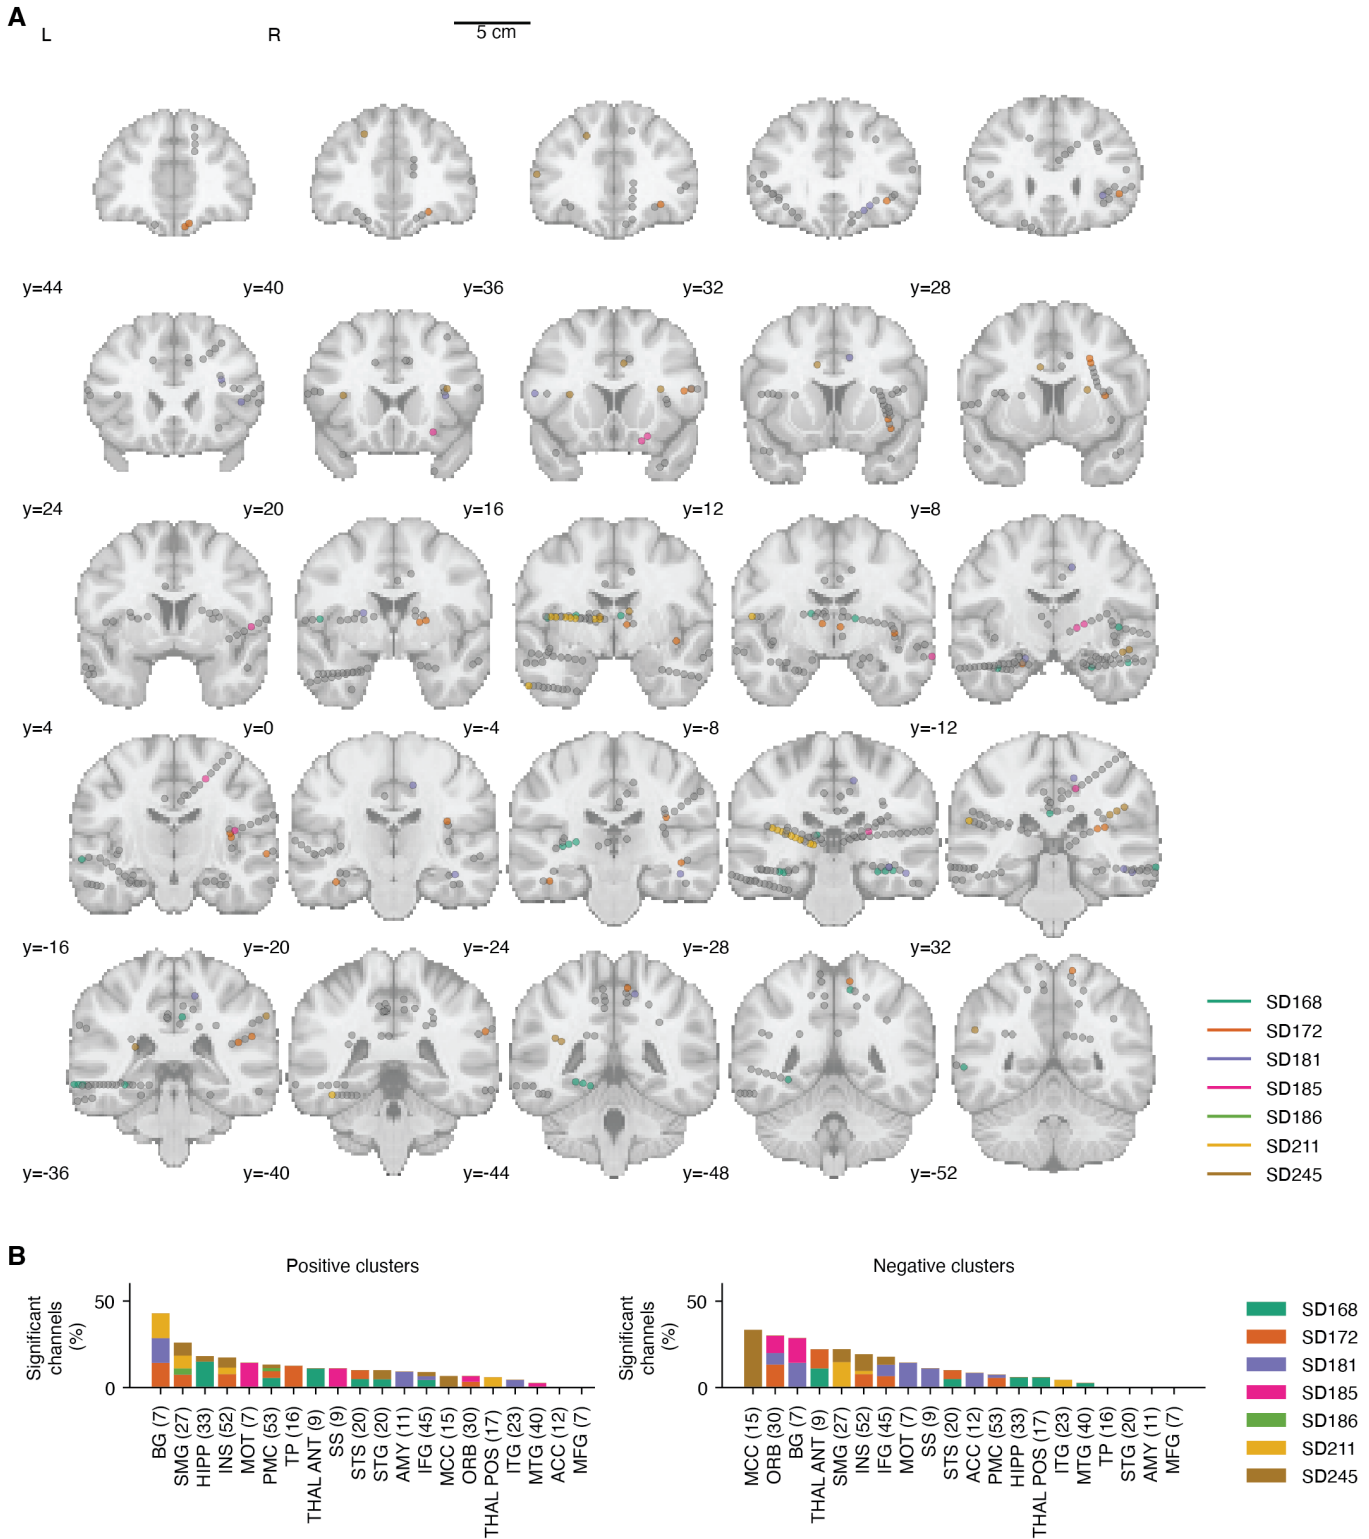 A
L R 5 cm
y=44 y=40 y=36 y=32 y=28
y=24 y=20 y=16 y=12 y=8
y=4 y=0 y=-4 y=-8 y=-12
y=-16 y=-20 y=-24 y=-28 y=32
y=-36 y=-40 y=-44 y=-48 y=-52
SD168
SD172
SD181
SD185
SD186
SD211
SD245
B
Positive clusters
Significant
channels
(%)
50
0
BG (7)
SMG (27)
HIPP (33)
INS (52)
MOT (7)
PMC (53)
TP (16)
THAL ANT (9)
SS (9)
STS (20)
STG (20)
AMY (11)
IFG (45)
MCC (15)
ORB (30)
THAL POS (17)
ITG (23)
MTG (40)
ACC (12)
MFG (7)
Negative clusters
Significant
channels
(%)
50
0
MCC (15)
ORB (30)
BG (7)
THAL ANT (9)
SMG (27)
INS (52)
IFG (45)
MOT (7)
SS (9)
STS (20)
ACC (12)
PMC (53)
HIPP (33)
THAL POS (17)
ITG (23)
MTG (40)
TP (16)
STG (20)
AMY (11)
MFG (7)
SD168
SD172
SD181
SD185
SD186
SD211
SD245